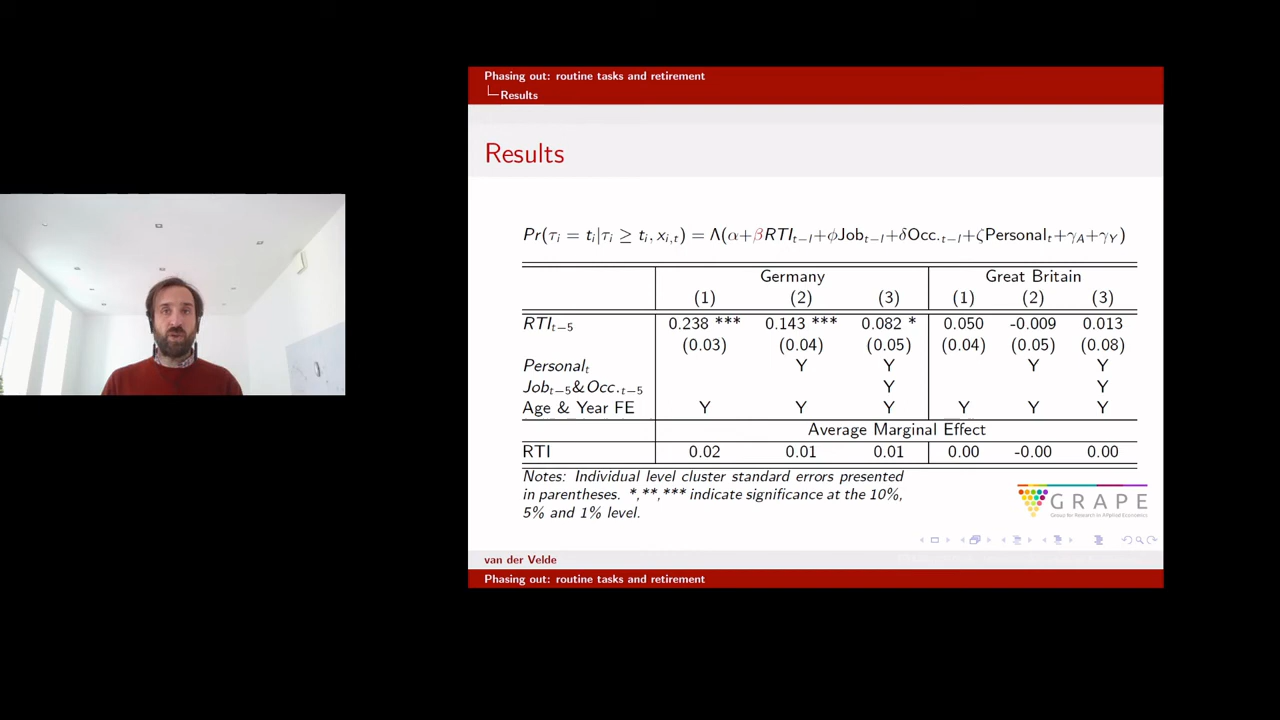 Phasing out: routine tasks and retirement
Results
Results
Pr(τᵢ = tᵢ|τᵢ ≥ tᵢ, xᵢ,ₜ) = Λ(α+βRTIₜ₋ₗ+ϕJobₜ₋ₗ+δOcc.ₜ₋ₗ+ζPersonalₜ+γ_A+γ_Y)
Germany Great Britain
(1) (2) (3) (1) (2) (3)
RTIₜ₋₅ 0.238 *** 0.143 *** 0.082 * 0.050 -0.009 0.013
(0.03) (0.04) (0.05) (0.04) (0.05) (0.08)
Personalₜ Y Y Y Y
Jobₜ₋₅&Occ.ₜ₋₅ Y Y
Age & Year FE Y Y Y Y Y Y
Average Marginal Effect
RTI 0.02 0.01 0.01 0.00 -0.00 0.00
Notes: Individual level cluster standard errors presented
in parentheses. *,**,*** indicate significance at the 10%,
5% and 1% level.
GRAPE
Group for Research in Applied Economics
van der Velde
Phasing out: routine tasks and retirement